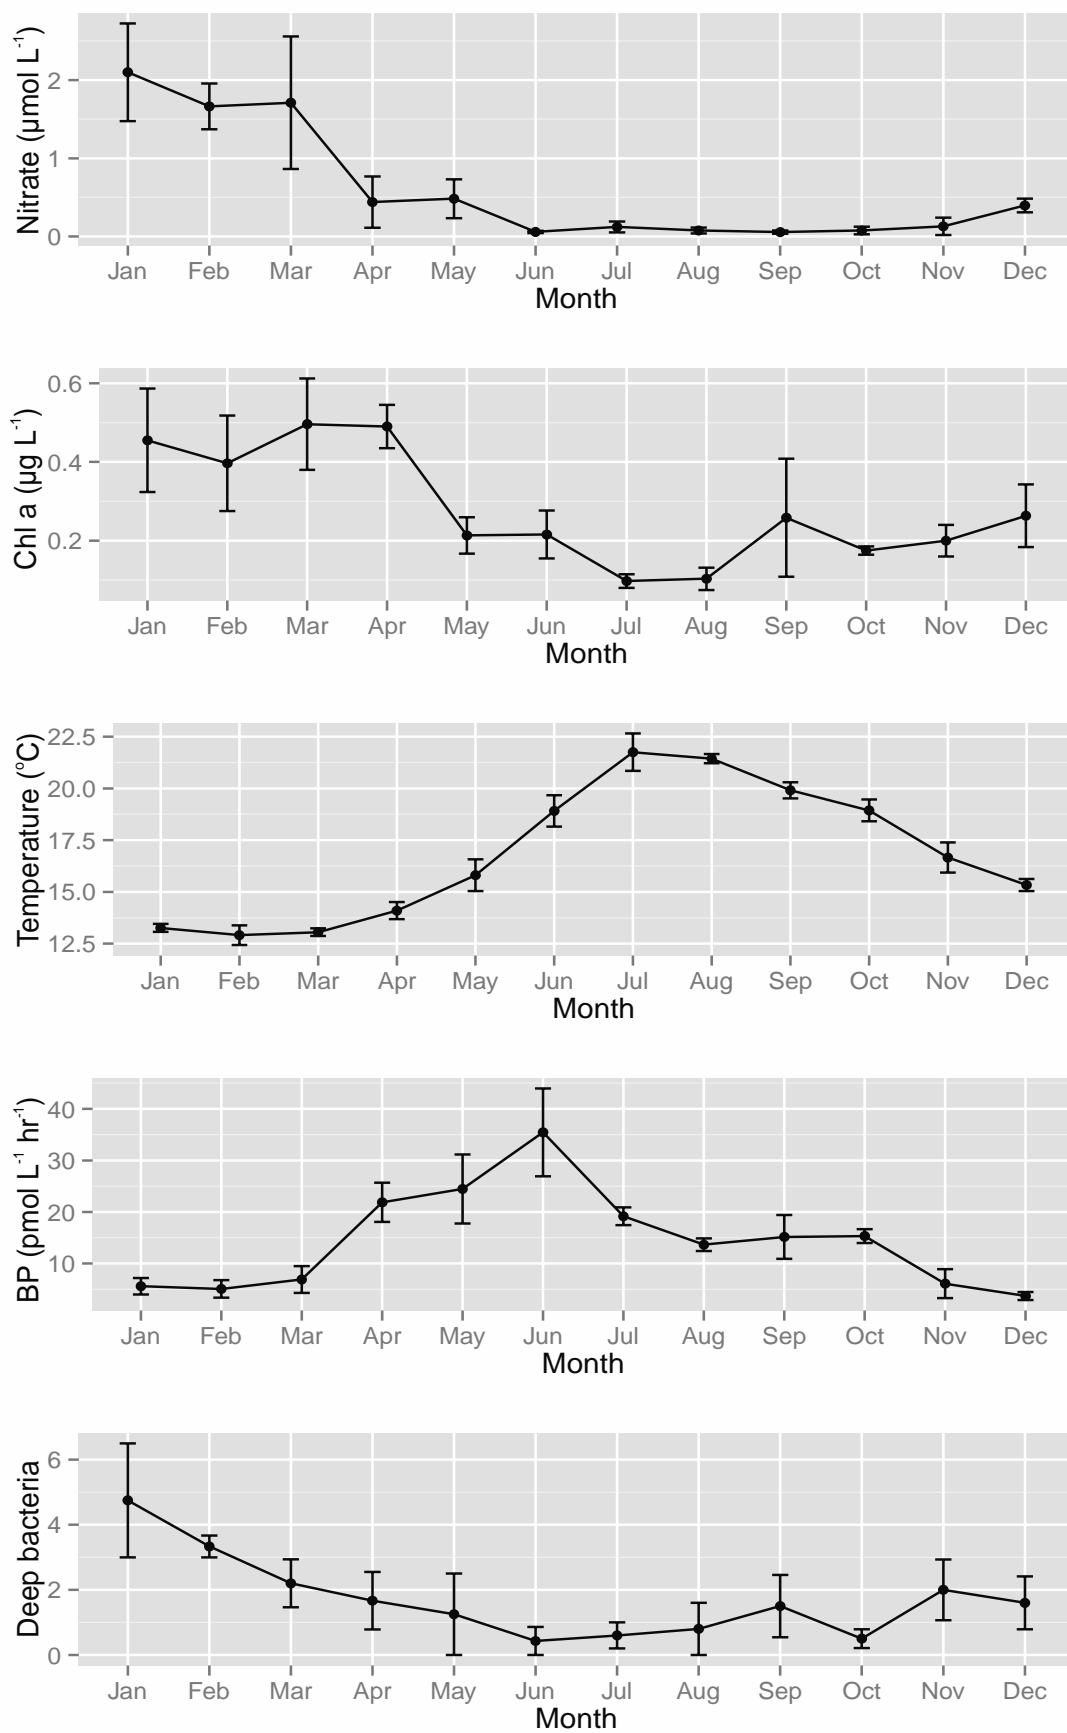 Nitrate (µmol L⁻¹)
2
1
0
Jan Feb Mar Apr May Jun Jul Aug Sep Oct Nov Dec
Month
Chl a (µg L⁻¹)
0.6
0.4
0.2
Jan Feb Mar Apr May Jun Jul Aug Sep Oct Nov Dec
Month
Temperature (°C)
22.5
20.0
17.5
15.0
12.5
Jan Feb Mar Apr May Jun Jul Aug Sep Oct Nov Dec
Month
BP (pmol L⁻¹ hr⁻¹)
40
30
20
10
Jan Feb Mar Apr May Jun Jul Aug Sep Oct Nov Dec
Month
Deep bacteria
6
4
2
0
Jan Feb Mar Apr May Jun Jul Aug Sep Oct Nov Dec
Month